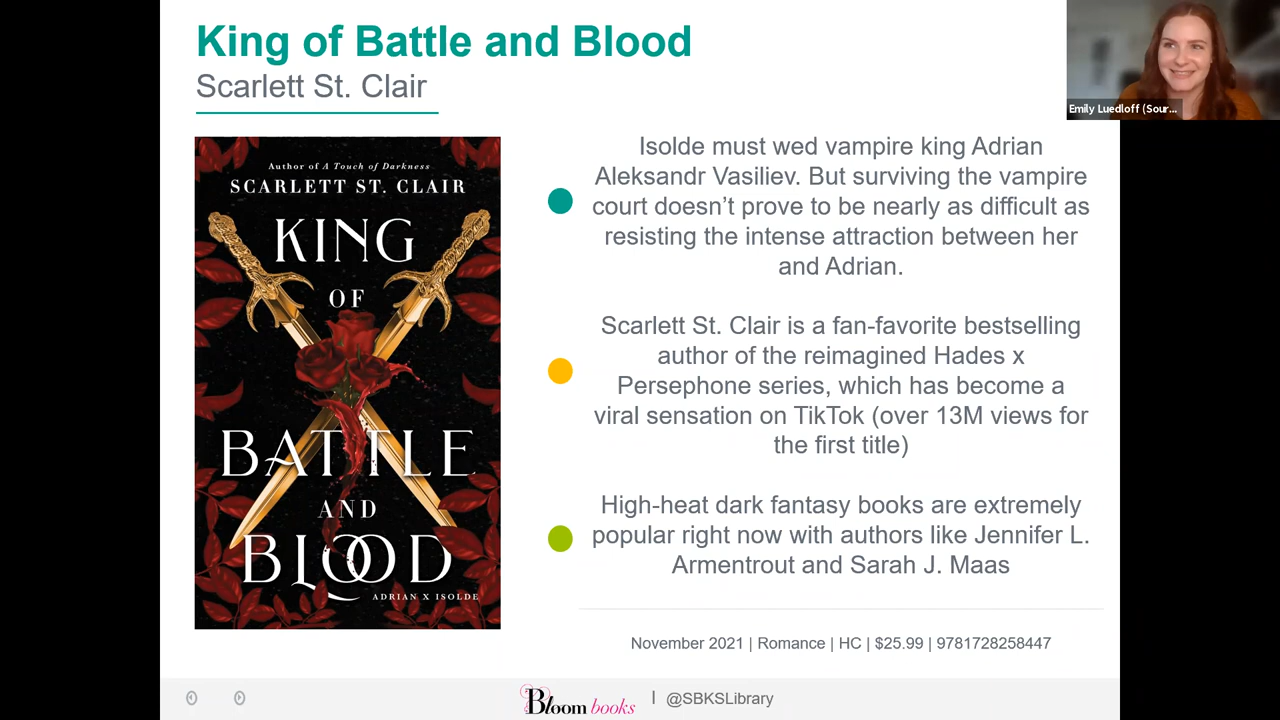 King of Battle and Blood
Scarlett St. Clair
Emily Luedloff (Sour...
Author of A Touch of Darkness
SCARLETT ST. CLAIR
KING
OF
BATTLE
AND
BLOOD
ADRIAN X ISOLDE
Isolde must wed vampire king Adrian
Aleksandr Vasiliev. But surviving the vampire
court doesn’t prove to be nearly as difficult as
resisting the intense attraction between her
and Adrian.
Scarlett St. Clair is a fan-favorite bestselling
author of the reimagined Hades x
Persephone series, which has become a
viral sensation on TikTok (over 13M views for
the first title)
High-heat dark fantasy books are extremely
popular right now with authors like Jennifer L.
Armentrout and Sarah J. Maas
November 2021 | Romance | HC | $25.99 | 9781728258447
Bloom books | @SBKSLibrary